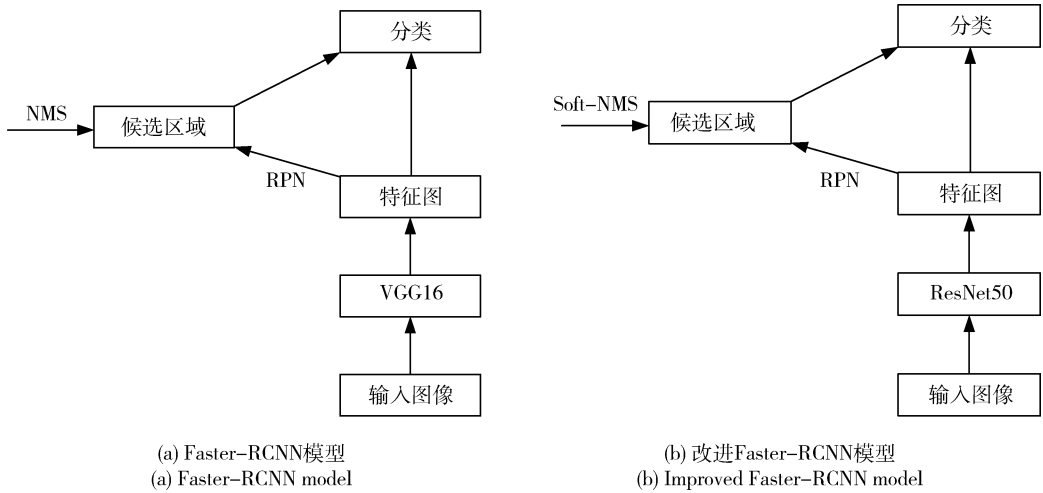 分类
NMS
候选区域
RPN
特征图
VGG16
输入图像
(a) Faster-RCNN模型
(a) Faster-RCNN model
分类
Soft-NMS
候选区域
RPN
特征图
ResNet50
输入图像
(b) 改进Faster-RCNN模型
(b) Improved Faster-RCNN model